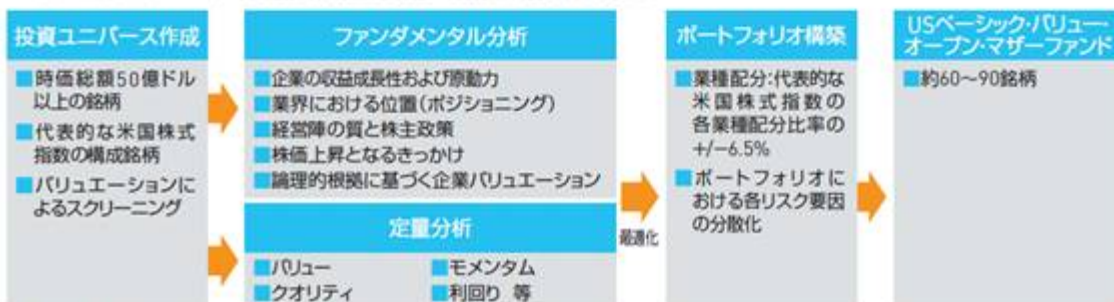 投資ユニバース作成
■時価総額50億ドル
以上の銘柄
■代表的な米国株式
指数の構成銘柄
■バリュエーションに
よるスクリーニング
ファンダメンタル分析
■企業の収益成長性および原動力
■業界における位置(ポジショニング)
■経営陣の質と株主政策
■株価上昇となるきっかけ
■論理的根拠に基づく企業バリュエーション
定量分析
■バリュー ■モメンタム
■クオリティ ■利回り 等
最適化
ポートフォリオ構築
■業種配分:代表的な
米国株式指数の
各業種配分比率の
+/−6.5%
■ポートフォリオに
おける各リスク要因
の分散化
USベーシック・バリュー・
オープン・マザーファンド
■約60〜90銘柄